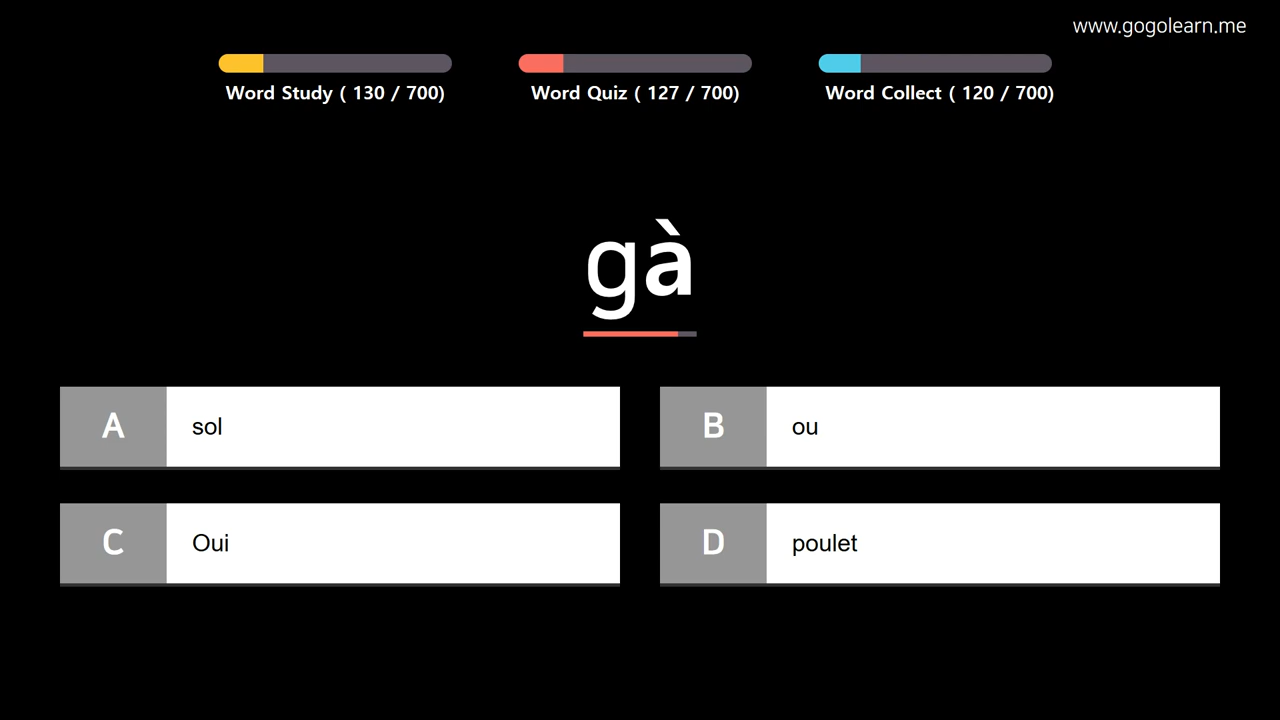 www.gogolearn.me
Word Study ( 130 / 700)
Word Quiz ( 127 / 700)
Word Collect ( 120 / 700)
gà
A sol
B ou
C Oui
D poulet